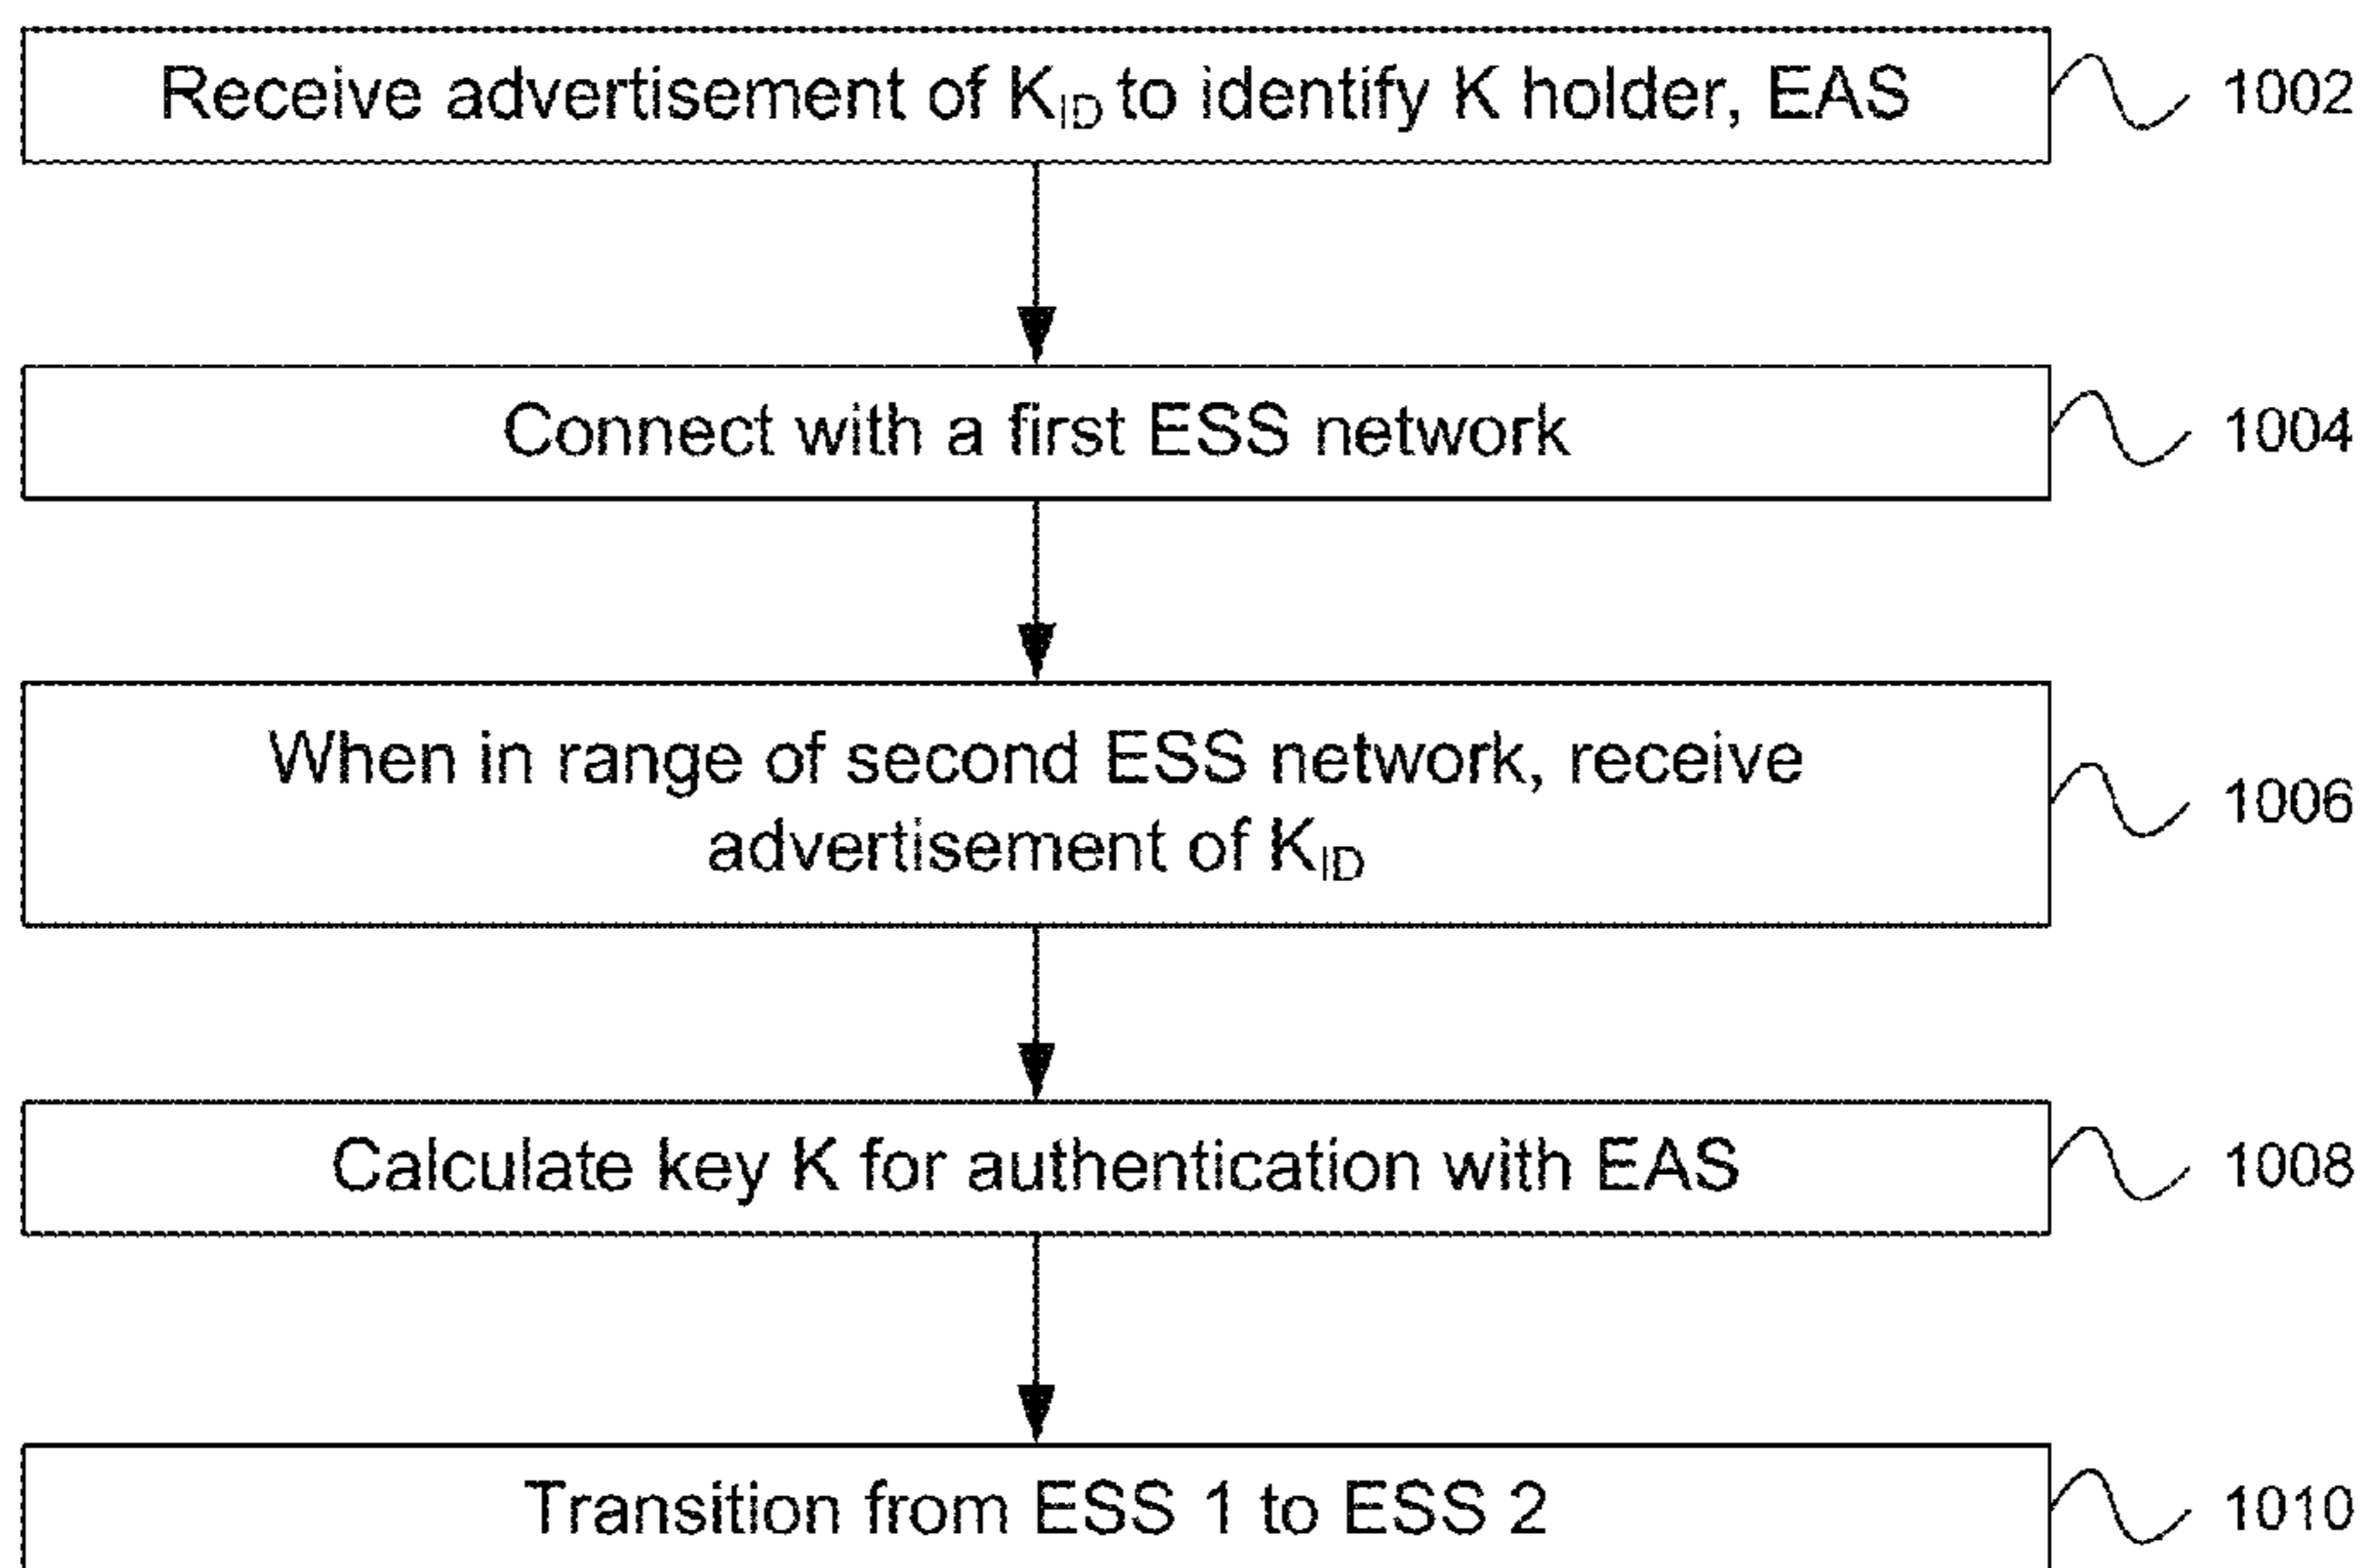 Receive advertisement of K_ID to identify K holder, EAS 1002
Connect with a first ESS network 1004
When in range of second ESS network, receive
advertisement of K_ID 1006
Calculate key K for authentication with EAS 1008
Transition from ESS 1 to ESS 2 1010